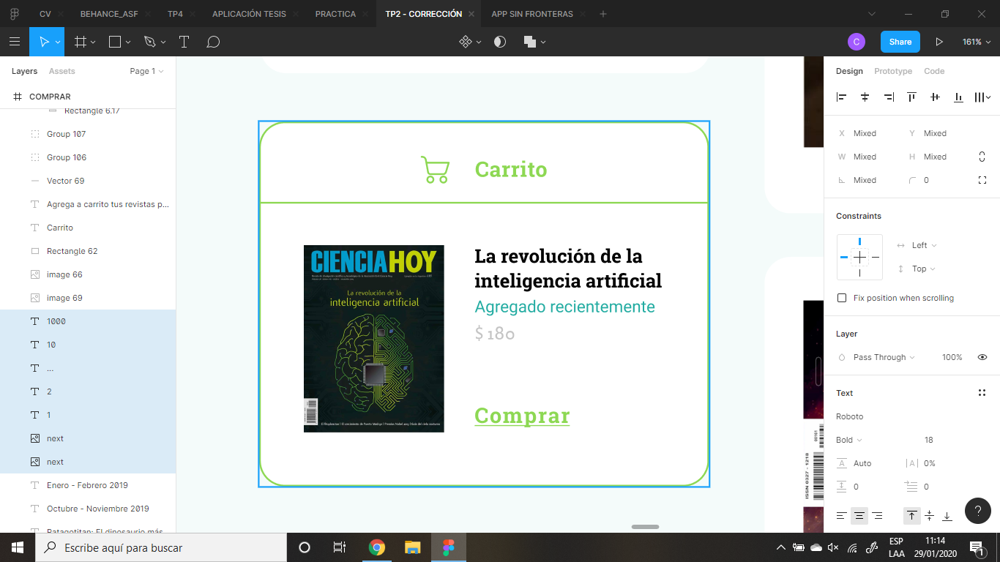 CV
BEHANCE_ASF
TP4
APLICACIÓN TESIS
PRACTICA
TP2 - CORRECCIÓN
APP SIN FRONTERAS
C
Share
161%
Layers
Assets
Page 1
COMPRAR
Rectangle 6.17
Group 107
Group 106
Vector 69
Agrega a carrito tus revistas p...
Carrito
Rectangle 62
image 66
image 69
1000
10
...
2
1
next
next
Enero - Febrero 2019
Octubre - Noviembre 2019
Patagotitan: El dinosaurio más
Carrito
CIENCIAHOY
La revolución de la
inteligencia artificial
La revolución de la
inteligencia artificial
Agregado recientemente
$ 180
Comprar
00161
ISSN 0327 - 1218
Design
Prototype
Code
X Mixed
Y Mixed
W Mixed
H Mixed
Mixed
0
Constraints
Left
Top
Fix position when scrolling
Layer
Pass Through
100%
Text
Roboto
Bold
18
Auto
0%
0
0
?
Escribe aquí para buscar
ESP
LAA
11:14
29/01/2020
1